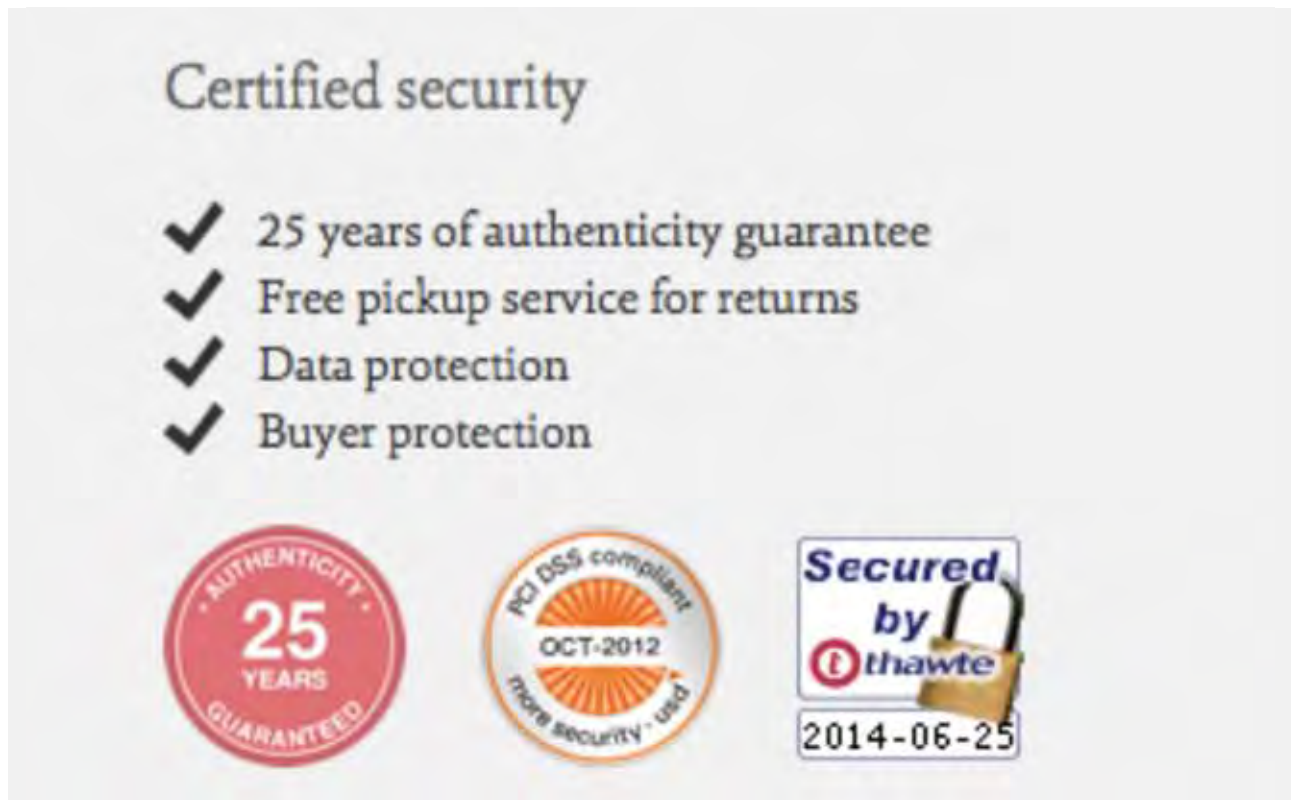 Certified security
25 years of authenticity guarantee
Free pickup service for returns
Data protection
Buyer protection
· AUTHENTICITY ·
25
YEARS
GUARANTEED
PCI DSS compliant
OCT-2012
more security - usd
Secured
by
t thawte
2014-06-25